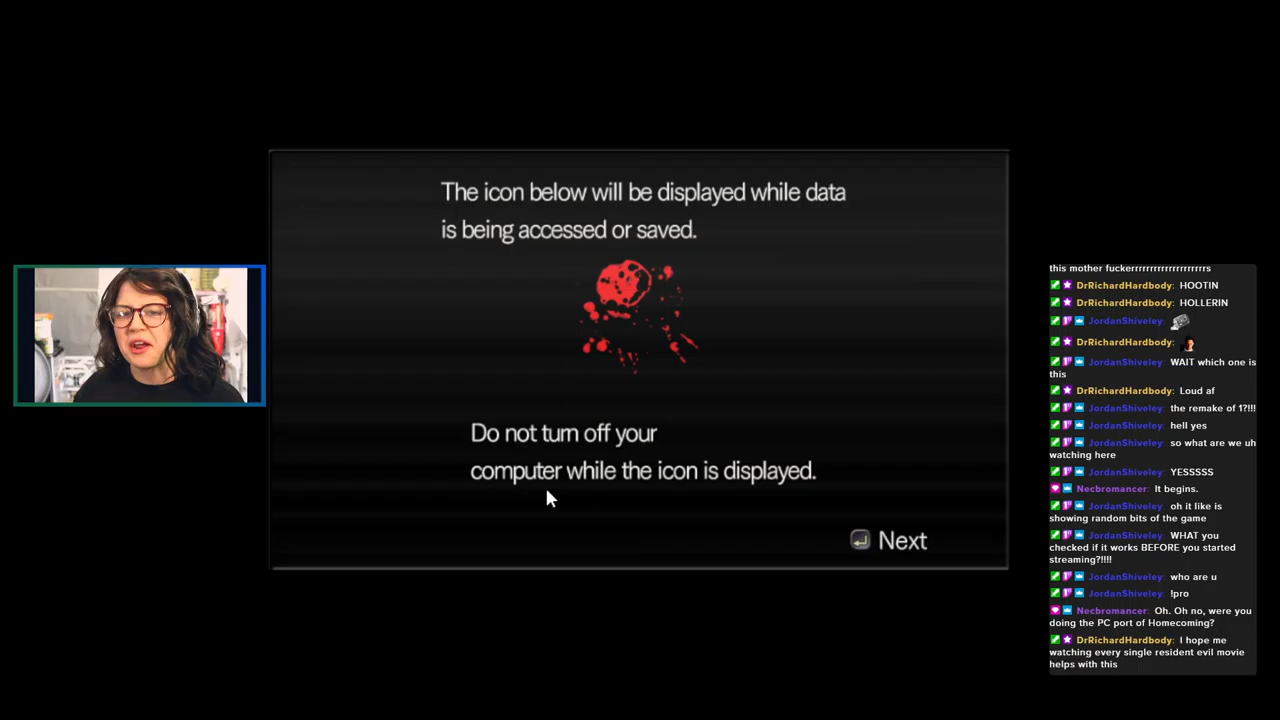 The icon below will be displayed while data
is being accessed or saved.
Do not turn off your
computer while the icon is displayed.
Next
this mother fuckerrrrrrrrrrrrrrrrrrr
DrRichardHardbody: HOOTIN
DrRichardHardbody: HOLLERIN
JordanShiveley:
DrRichardHardbody:
JordanShiveley: WAIT which one is
this
DrRichardHardbody: Loud af
JordanShiveley: the remake of 1?!!!
JordanShiveley: hell yes
JordanShiveley: so what are we uh
watching here
JordanShiveley: YESSSSS
Necbromancer: It begins.
JordanShiveley: oh it like is
showing random bits of the game
JordanShiveley: WHAT you
checked if it works BEFORE you started
streaming?!!!!
JordanShiveley: who are u
JordanShiveley: !pro
Necbromancer: Oh. Oh no, were you
doing the PC port of Homecoming?
DrRichardHardbody: I hope me
watching every single resident evil movie
helps with this